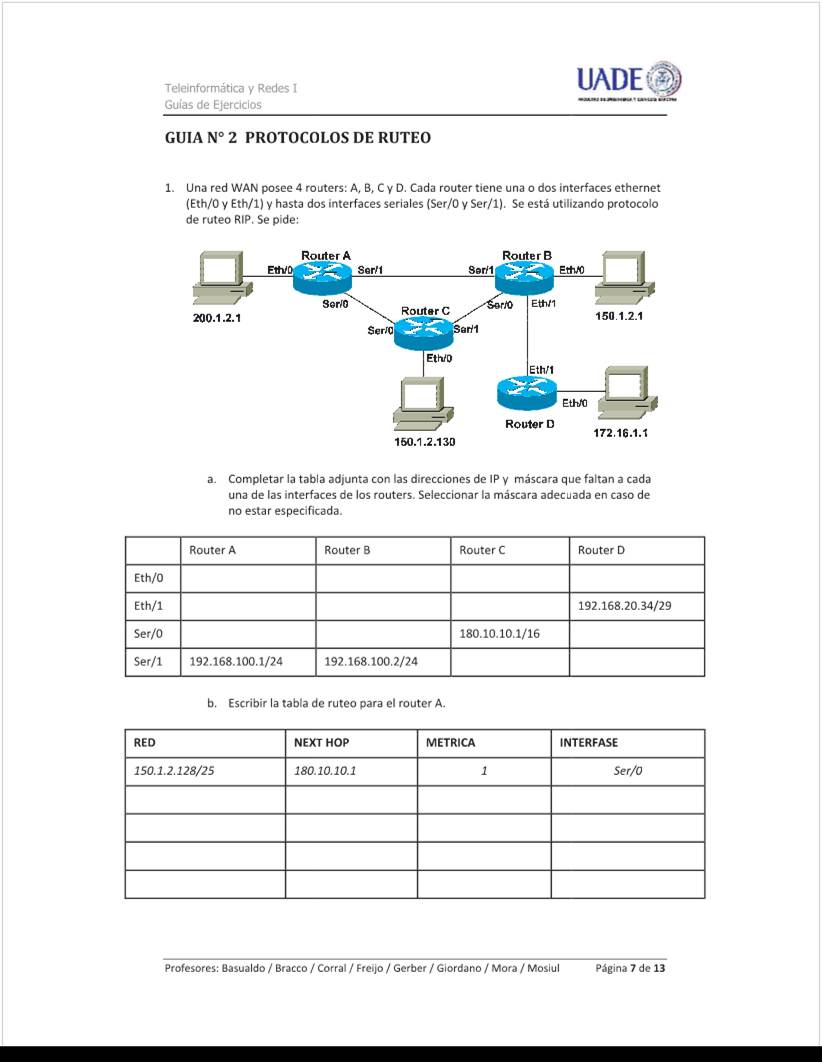 Teleinformática y Redes I
Guías de Ejercicios
UADE
GUIA N° 2 PROTOCOLOS DE RUTEO
1. Una red WAN posee 4 routers: A, B, C y D. Cada router tiene una o dos interfaces ethernet
(Eth/0 y Eth/1) y hasta dos interfaces seriales (Ser/0 y Ser/1). Se está utilizando protocolo
de ruteo RIP. Se pide:
Router A
Router B
Eth/0
Ser/1
Ser/1
Eth/0
Ser/0
Router C
Ser/0
Eth/1
200.1.2.1
150.1.2.1
Ser/0
Ser/1
Eth/0
Eth/1
Eth/0
Router D
150.1.2.130
172.16.1.1
a. Completar la tabla adjunta con las direcciones de IP y máscara que faltan a cada
una de las interfaces de los routers. Seleccionar la máscara adecuada en caso de
no estar especificada.
Router A Router B Router C Router D
Eth/0
Eth/1 192.168.20.34/29
Ser/0 180.10.10.1/16
Ser/1 192.168.100.1/24 192.168.100.2/24
b. Escribir la tabla de ruteo para el router A.
RED NEXT HOP METRICA INTERFASE
150.1.2.128/25 180.10.10.1 1 Ser/0
Profesores: Basualdo / Bracco / Corral / Freijo / Gerber / Giordano / Mora / Mosiul Página 7 de 13